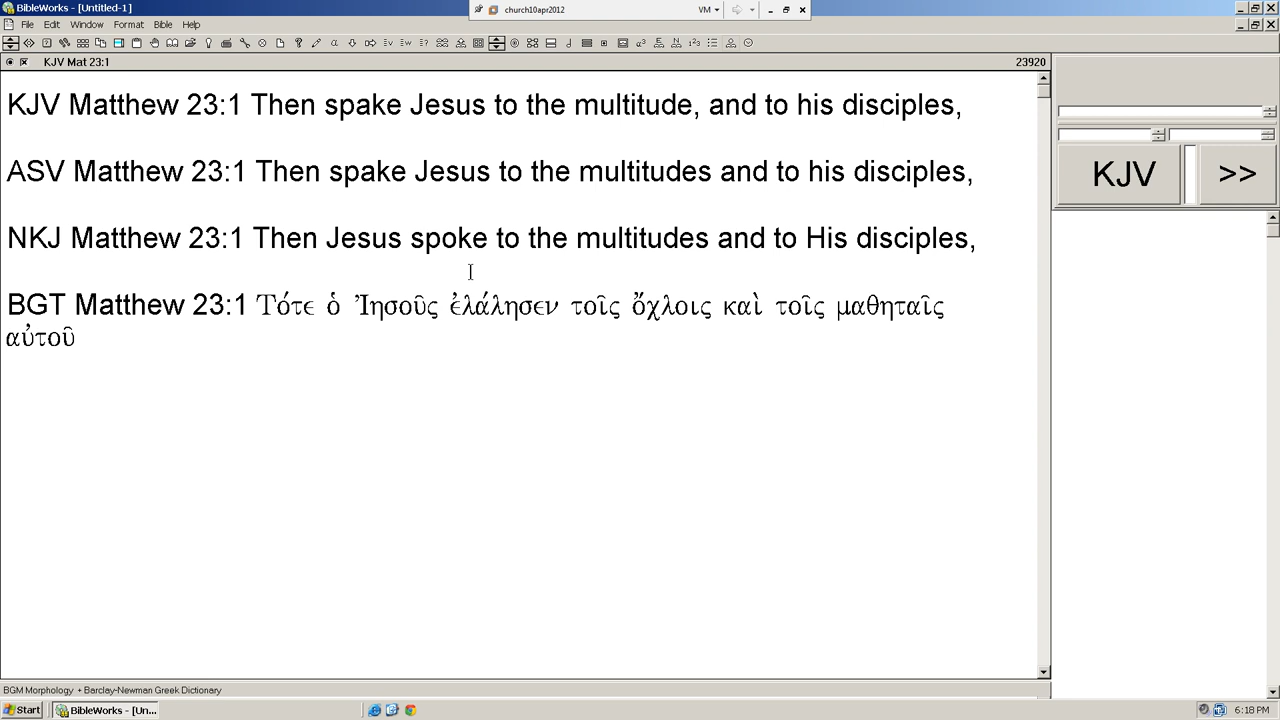 BibleWorks - [Untitled-1]
church10apr2012 VM
File Edit Window Format Bible Help
KJV Mat 23:1 23920
KJV Matthew 23:1 Then spake Jesus to the multitude, and to his disciples,
ASV Matthew 23:1 Then spake Jesus to the multitudes and to his disciples,
NKJ Matthew 23:1 Then Jesus spoke to the multitudes and to His disciples,
BGT Matthew 23:1 Τότε ὁ Ἰησοῦς ἐλάλησεν τοῖς ὄχλοις καὶ τοῖς μαθηταῖς
αὐτοῦ
KJV >>
BGM Morphology + Barclay-Newman Greek Dictionary
Start BibleWorks - [Un... 6:18 PM